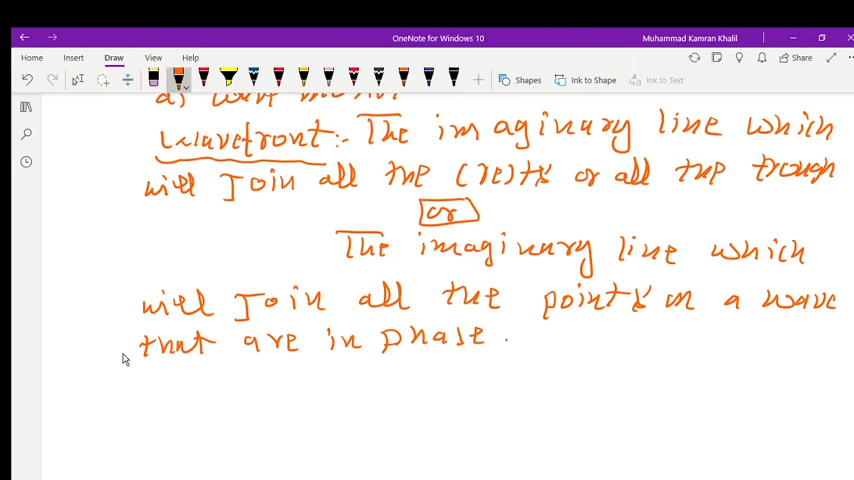 OneNote for Windows 10
Muhammad Kamran Khalil
Home Insert Draw View Help
Share
Shapes Ink to Shape Ink to Text
Wavefront:- The imaginary line which
will Join all the crests or all the trough
or
The imaginary line which
will Join all the points on a wave
that are in phase.